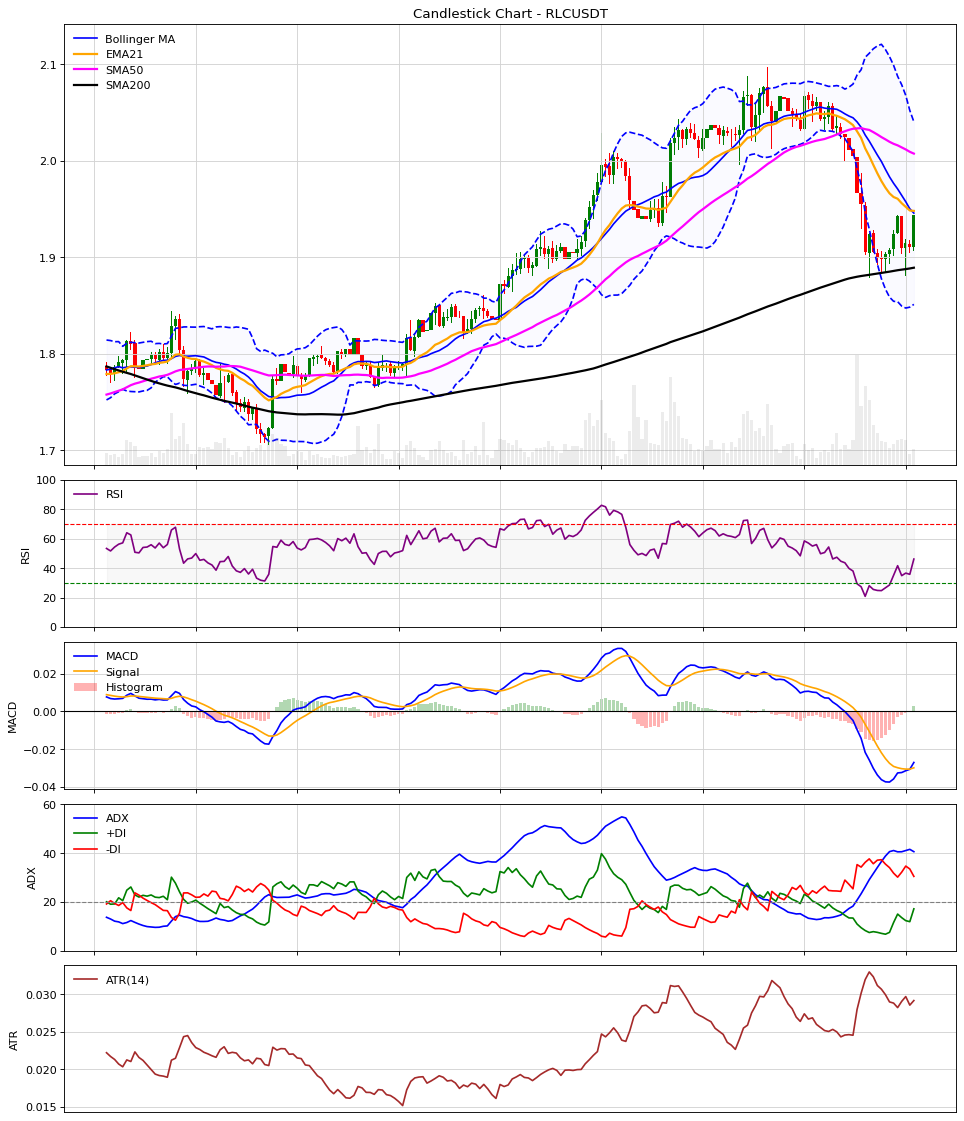 Candlestick Chart - RLCUSDT
Bollinger MA
EMA21
SMA50
SMA200
2.1
2.0
1.9
1.8
1.7
RSI
100
80
60
40
20
0
RSI
MACD
Signal
Histogram
0.02
0.00
−0.02
−0.04
MACD
ADX
+DI
-DI
60
40
20
0
ADX
ATR(14)
0.030
0.025
0.020
0.015
ATR